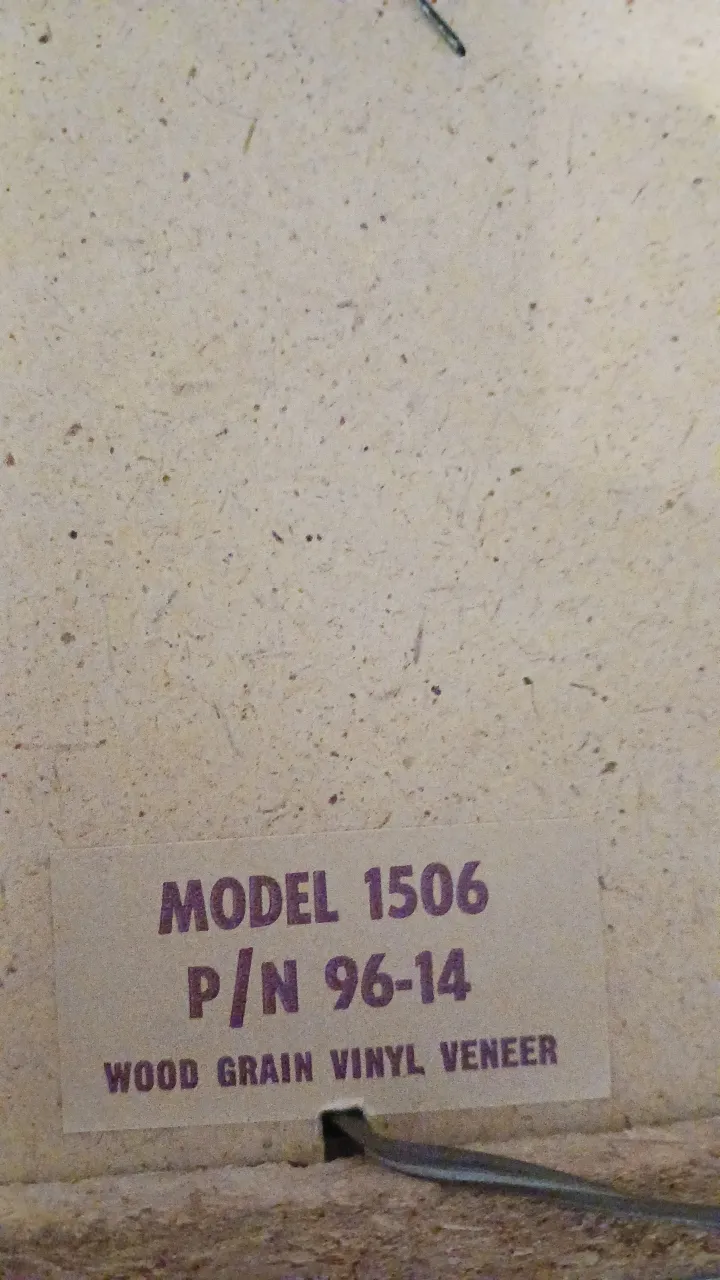 MODEL 1506
P/N 96-14
WOOD GRAIN VINYL VENEER